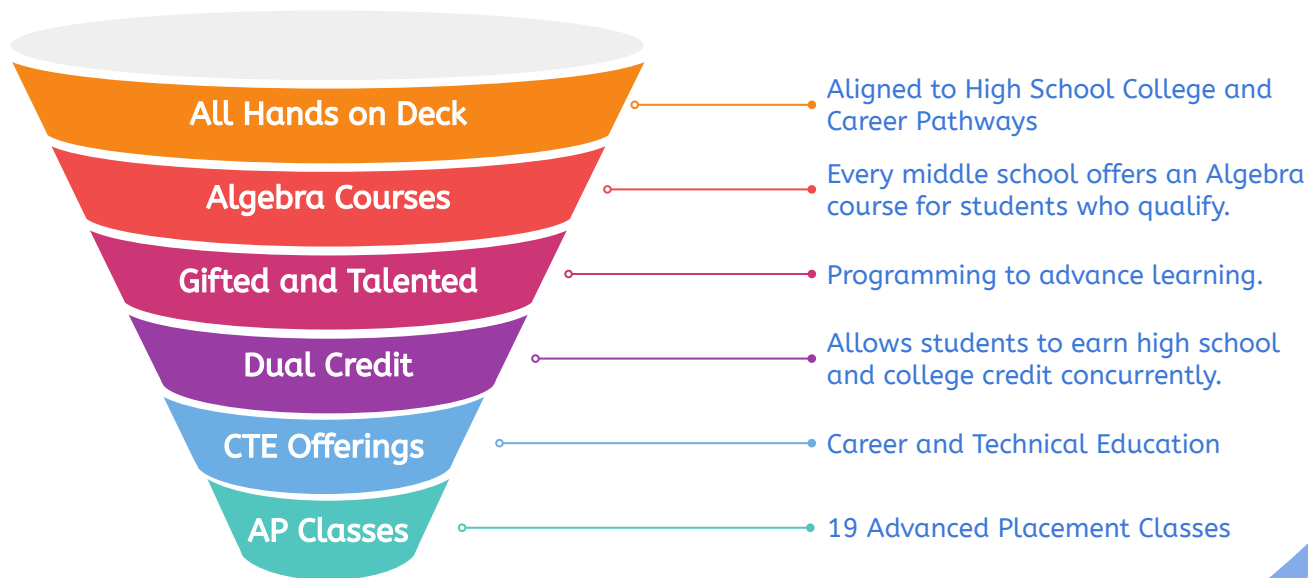 All Hands on Deck
Aligned to High School College and
Career Pathways
Algebra Courses
Every middle school offers an Algebra
course for students who qualify.
Gifted and Talented
Programming to advance learning.
Dual Credit
Allows students to earn high school
and college credit concurrently.
CTE Offerings
Career and Technical Education
AP Classes
19 Advanced Placement Classes